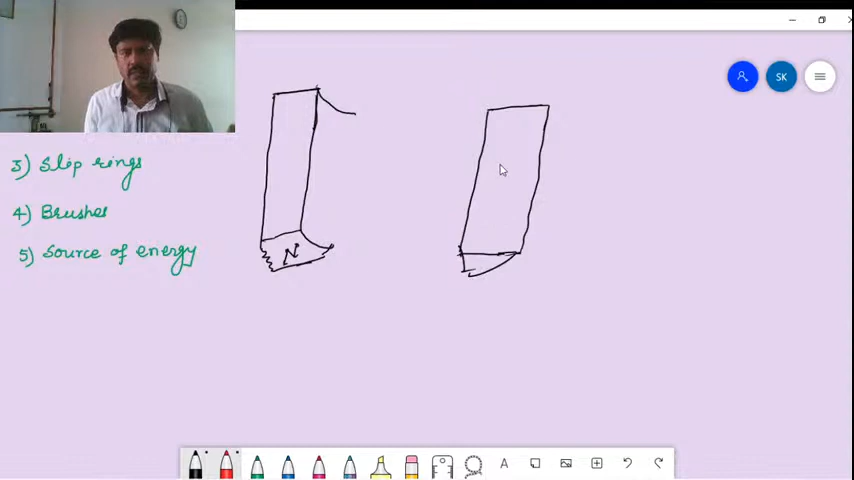 SK
3) Slip rings
4) Brushes
5) Source of energy
N
A